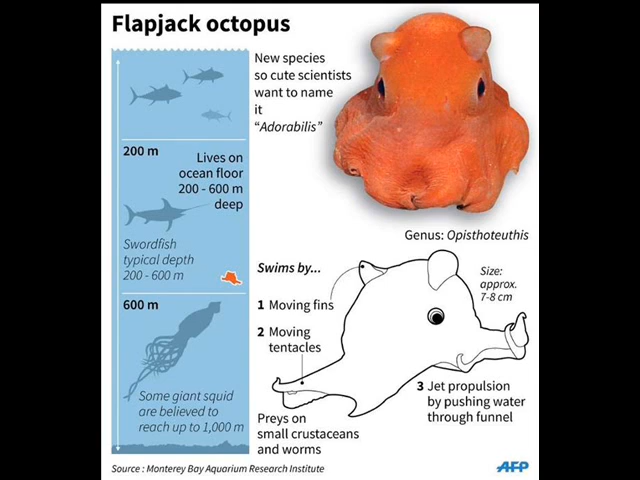 Flapjack octopus
New species
so cute scientists
want to name
it
“Adorabilis”
200 m
Lives on
ocean floor
200 - 600 m
deep
Swordfish
typical depth
200 - 600 m
600 m
Some giant squid
are believed to
reach up to 1,000 m
Genus: Opisthoteuthis
Swims by...
Size:
approx.
7-8 cm
1 Moving fins
2 Moving
tentacles
3 Jet propulsion
by pushing water
through funnel
Preys on
small crustaceans
and worms
Source : Monterey Bay Aquarium Research Institute
AFP